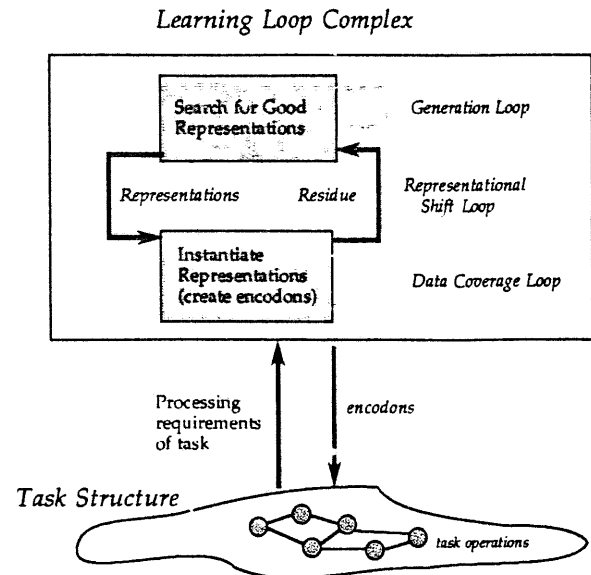 Learning Loop Complex
Search for Good
Representations
Generation Loop
Representations
Residue
Representational
Shift Loop
Instantiate
Representations
(create encodons)
Data Coverage Loop
Processing
requirements
of task
encodons
Task Structure
task operations